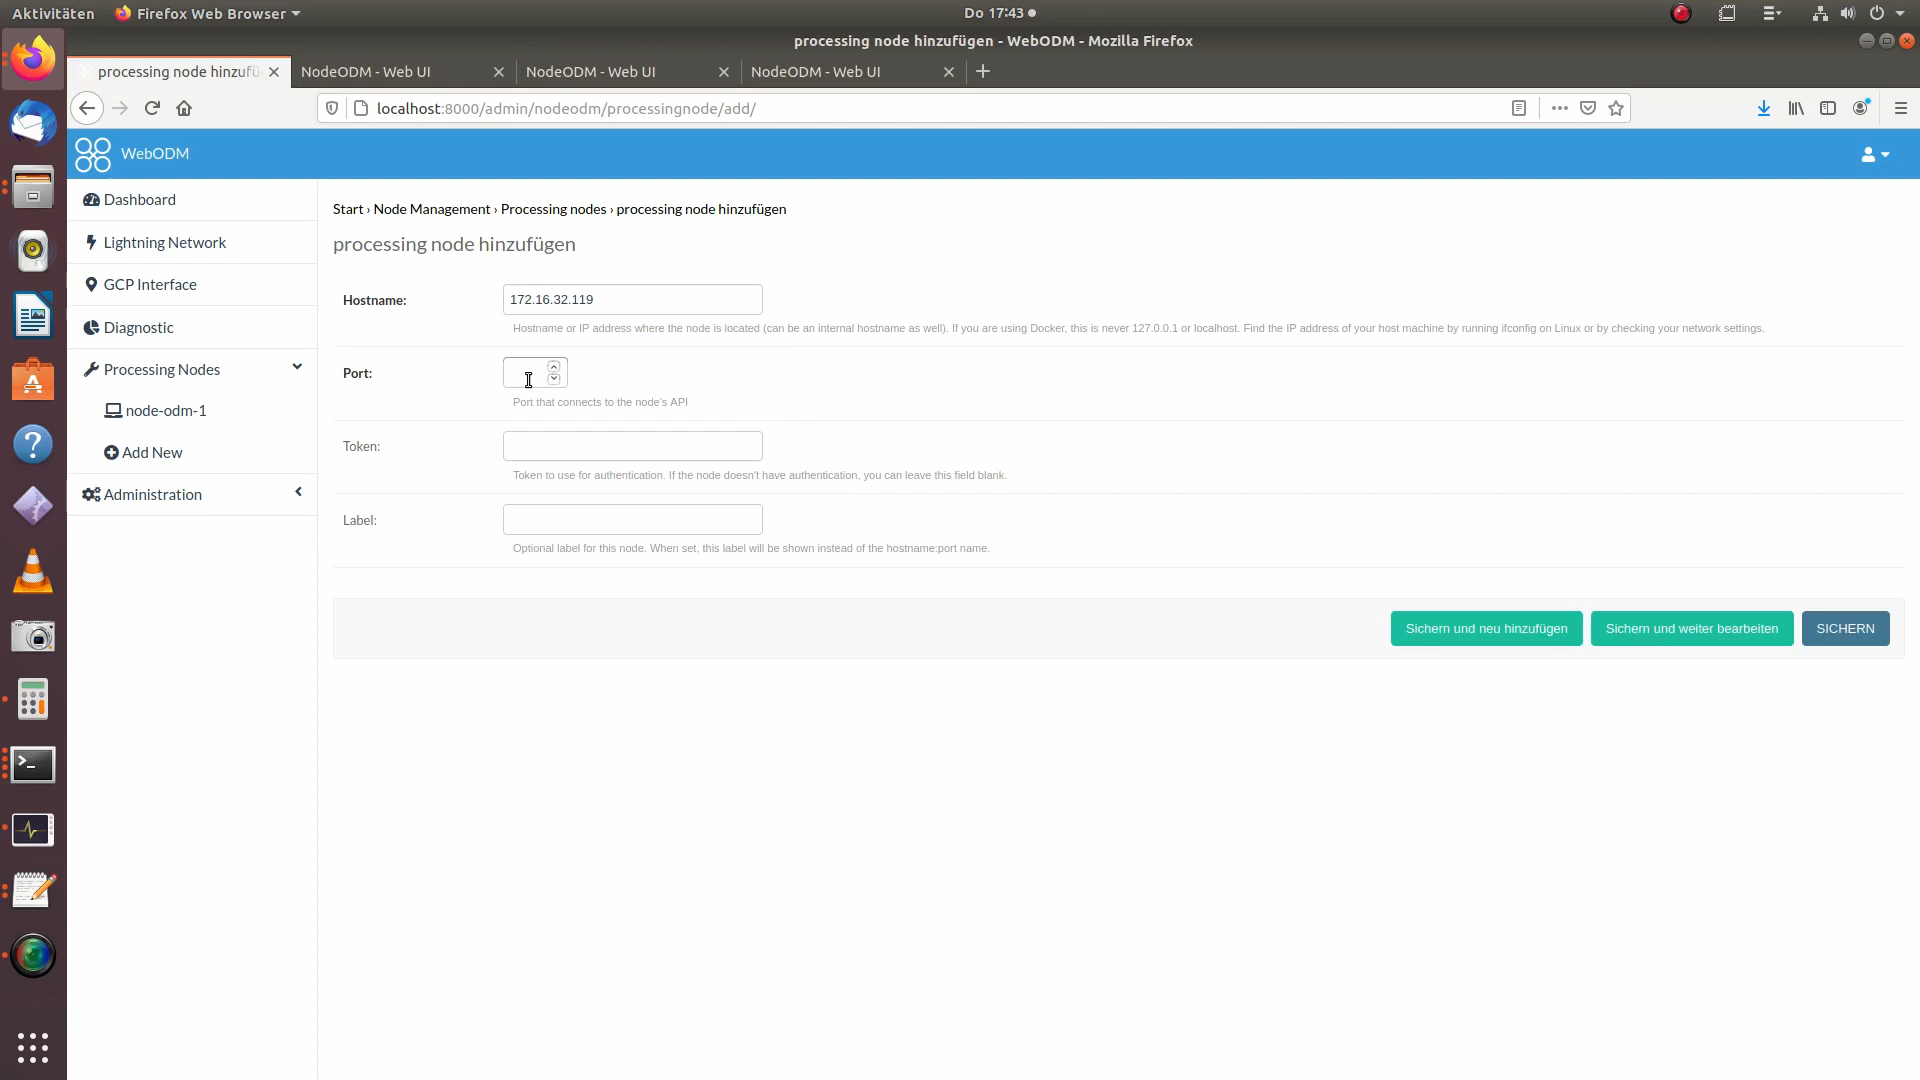 Aktivitäten
Firefox Web Browser
Do 17:43
processing node hinzufügen - WebODM - Mozilla Firefox
processing node hinzufü
NodeODM - Web UI
NodeODM - Web UI
NodeODM - Web UI
localhost:8000/admin/nodeodm/processingnode/add/
WebODM
Dashboard
Lightning Network
GCP Interface
Diagnostic
Processing Nodes
node-odm-1
Add New
Administration
Start › Node Management › Processing nodes › processing node hinzufügen
processing node hinzufügen
Hostname:
172.16.32.119
Hostname or IP address where the node is located (can be an internal hostname as well). If you are using Docker, this is never 127.0.0.1 or localhost. Find the IP address of your host machine by running ifconfig on Linux or by checking your network settings.
Port:
Port that connects to the node's API
Token:
Token to use for authentication. If the node doesn't have authentication, you can leave this field blank.
Label:
Optional label for this node. When set, this label will be shown instead of the hostname:port name.
Sichern und neu hinzufügen
Sichern und weiter bearbeiten
SICHERN